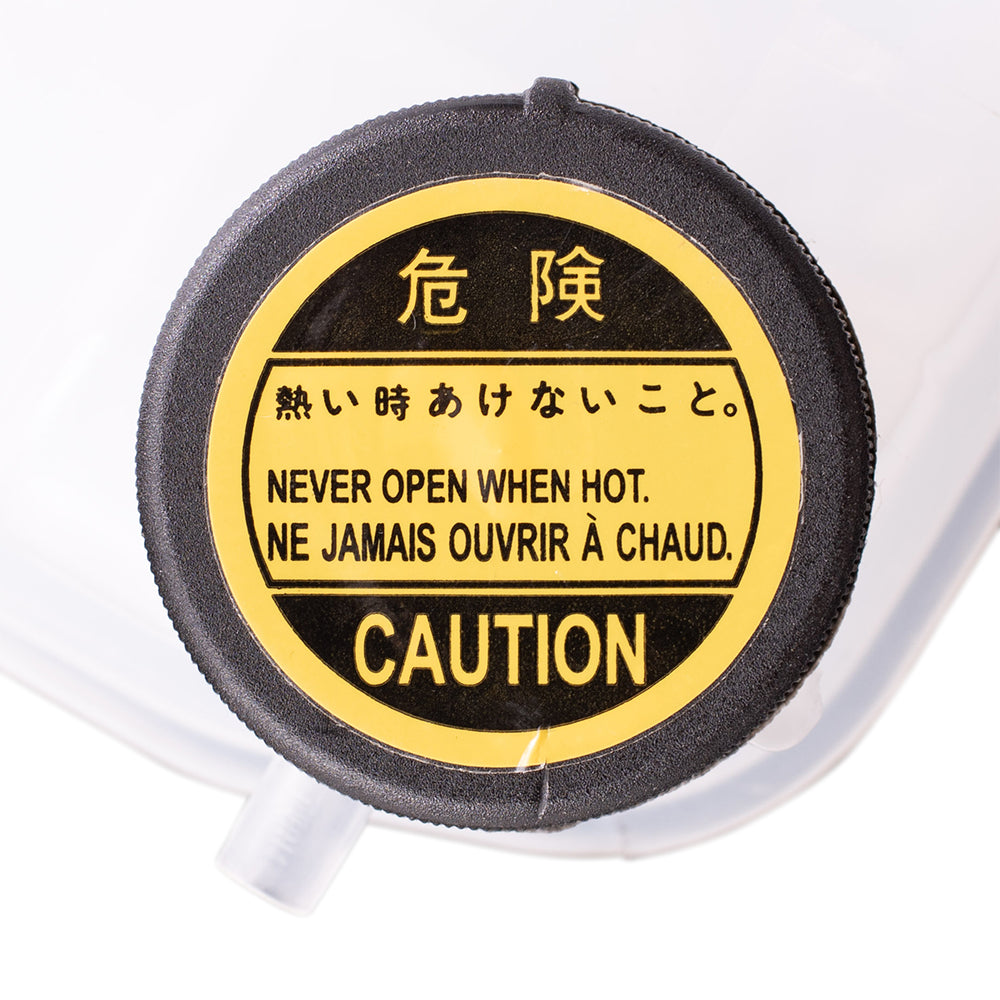 危険
熱い時あけないこと。
NEVER OPEN WHEN HOT.
NE JAMAIS OUVRIR À CHAUD.
CAUTION